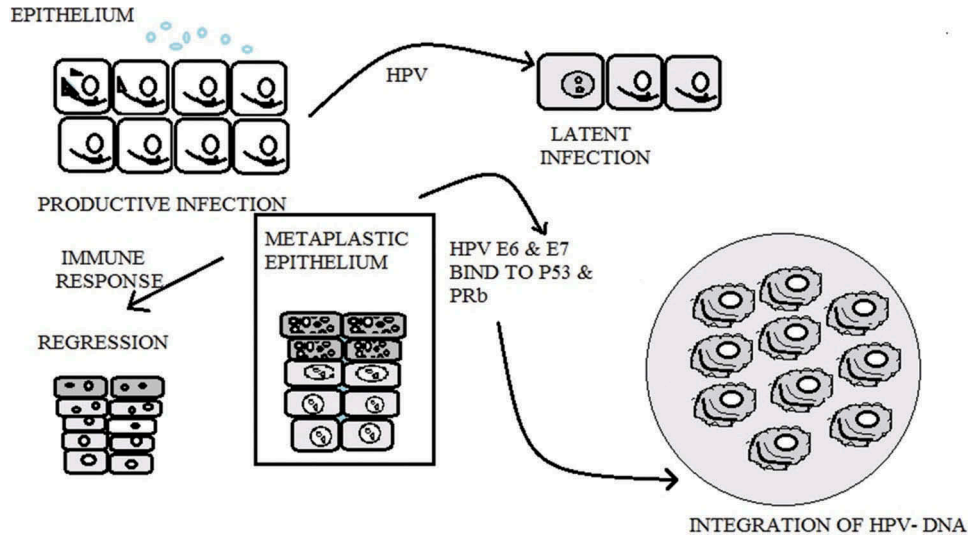 EPITHELIUM
HPV
LATENT
INFECTION
PRODUCTIVE INFECTION
IMMUNE
RESPONSE
REGRESSION
METAPLASTIC
EPITHELIUM
HPV E6 & E7
BIND TO P53 &
PRb
INTEGRATION OF HPV- DNA